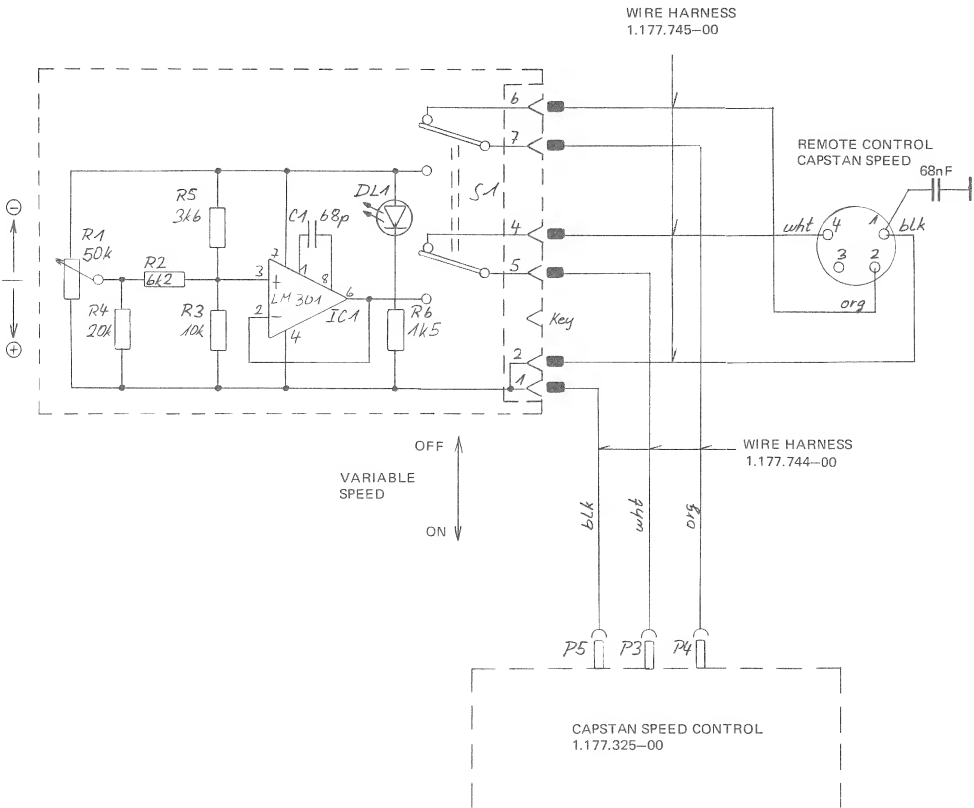 WIRE HARNESS
1.177.745—00
6
7
REMOTE CONTROL
CAPSTAN SPEED
68nF
S1
R5
3k6
DL1
C1 68p
R1
50k
4
wht 4
1 blk
3
2
org
7
1
8
R2
6k2
3
+
5
LM 301
6
IC1
2
−
4
R4
20k
R3
10k
R6
1k5
Key
2
1
−
+
OFF
VARIABLE
SPEED
ON
WIRE HARNESS
1.177.744—00
blk
wht
org
P5
P3
P4
CAPSTAN SPEED CONTROL
1.177.325—00